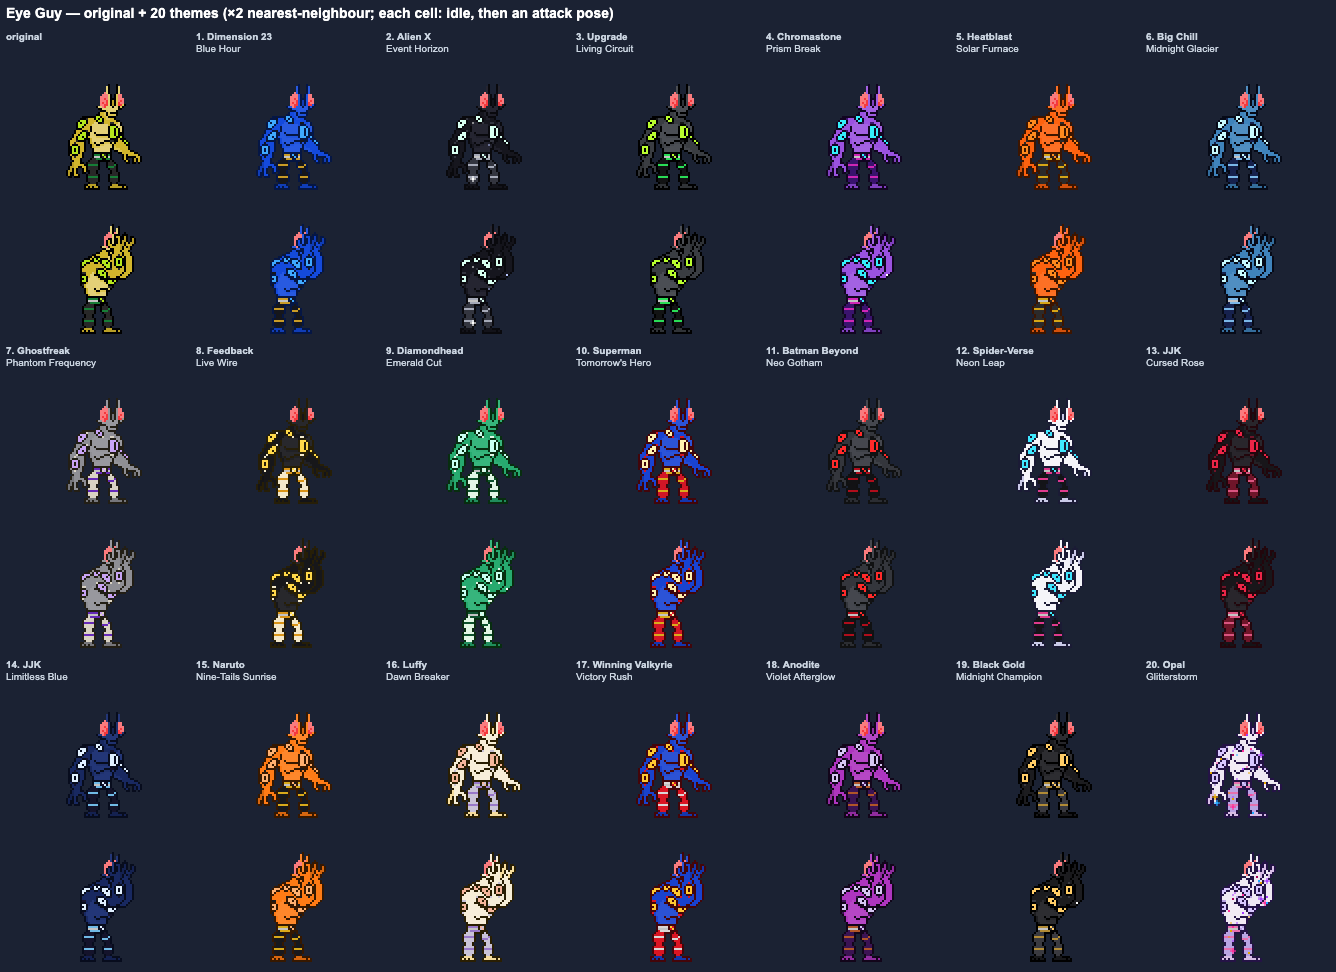 Eye Guy — original + 20 themes (×2 nearest-neighbour; each cell: idle, then an attack pose)
original
1. Dimension 23
Blue Hour
2. Alien X
Event Horizon
3. Upgrade
Living Circuit
4. Chromastone
Prism Break
5. Heatblast
Solar Furnace
6. Big Chill
Midnight Glacier
7. Ghostfreak
Phantom Frequency
8. Feedback
Live Wire
9. Diamondhead
Emerald Cut
10. Superman
Tomorrow's Hero
11. Batman Beyond
Neo Gotham
12. Spider-Verse
Neon Leap
13. JJK
Cursed Rose
14. JJK
Limitless Blue
15. Naruto
Nine-Tails Sunrise
16. Luffy
Dawn Breaker
17. Winning Valkyrie
Victory Rush
18. Anodite
Violet Afterglow
19. Black Gold
Midnight Champion
20. Opal
Glitterstorm